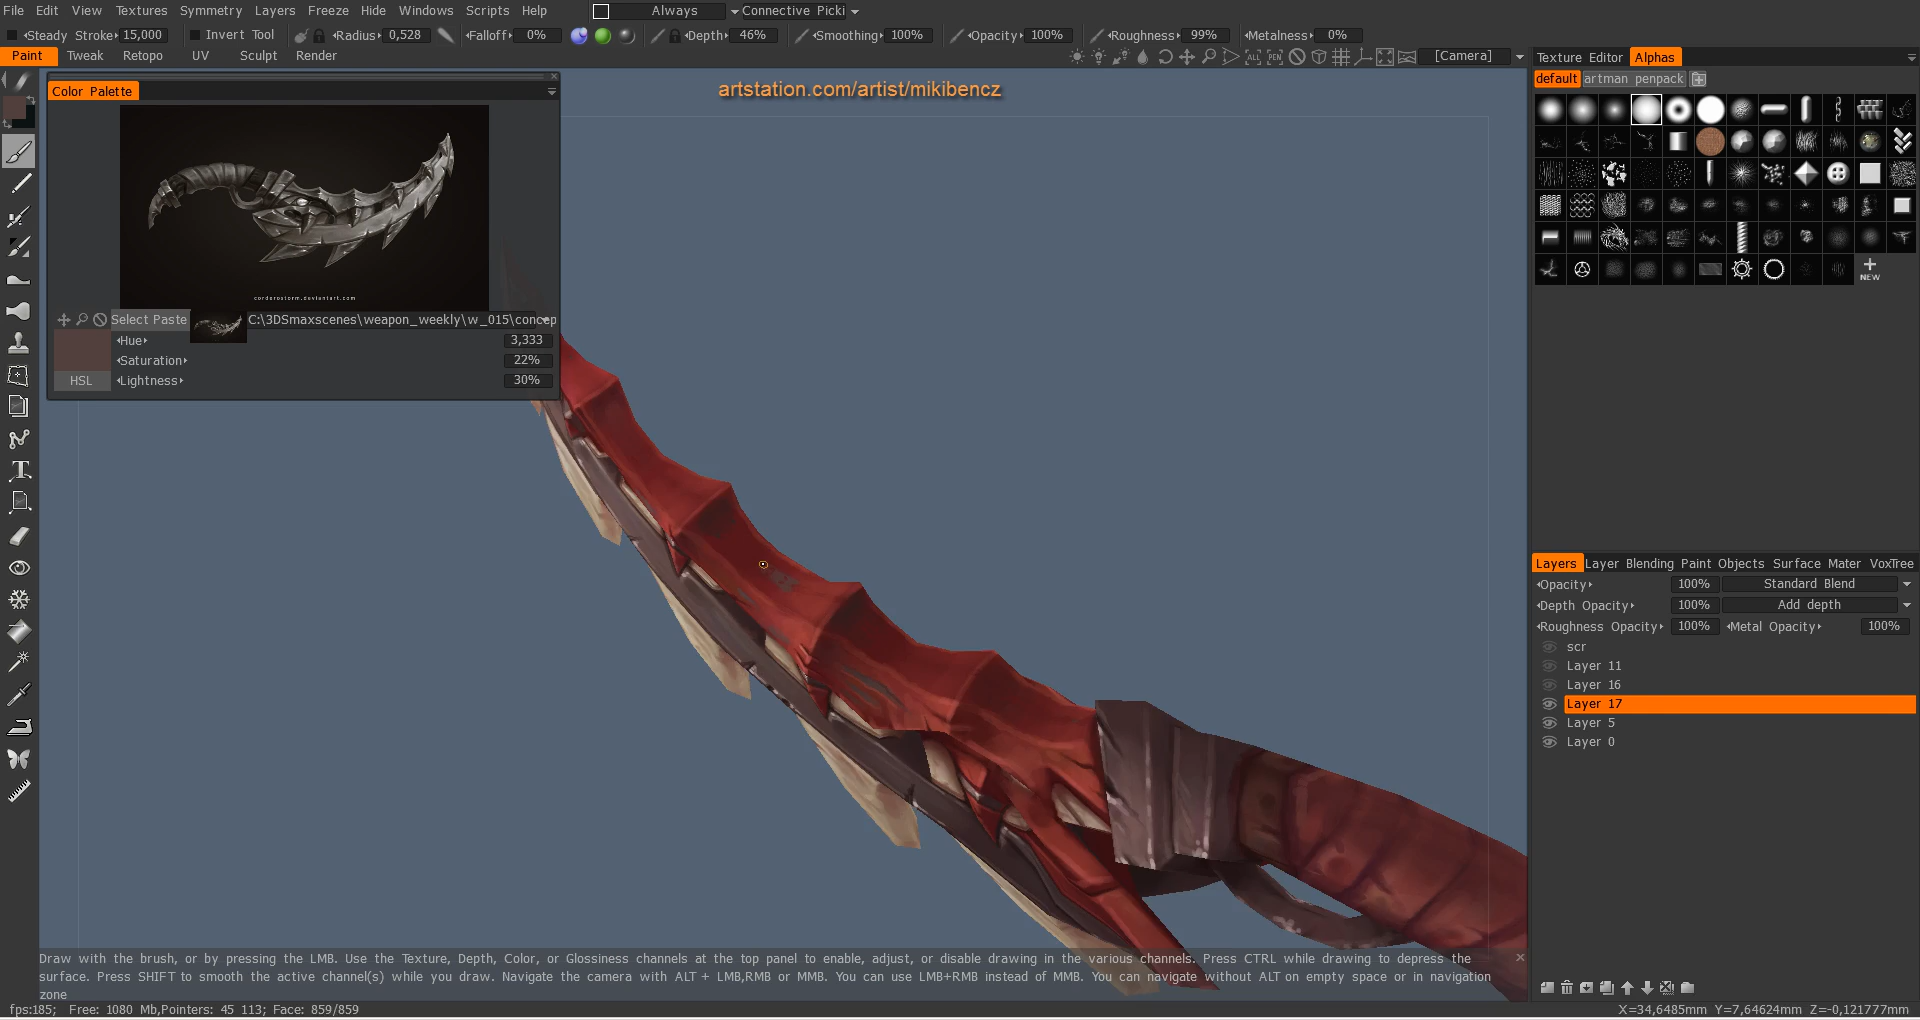 File Edit View Textures Symmetry Layers Freeze Hide Windows Scripts Help Always Connective Picki
Steady Stroke 15,000 Invert Tool Radius 0,528 Falloff 0% Depth 46% Smoothing 100% Opacity 100% Roughness 99% Metalness 0%
Paint Tweak Retopo UV Sculpt Render ALL PEN [Camera]
Texture Editor Alphas
default artman penpack
NEW
Color Palette
artstation.com/artist/mikibencz
corderostorm.deviantart.com
Select Paste C:\3DSmaxscenes\weapon_weekly\w_015\concep
Hue 3,333
Saturation 22%
HSL Lightness 30%
Layers Layer Blending Paint Objects Surface Mater VoxTree
Opacity 100% Standard Blend
Depth Opacity 100% Add depth
Roughness Opacity 100% Metal Opacity 100%
scr
Layer 11
Layer 16
Layer 17
Layer 5
Layer 0
Draw with the brush, or by pressing the LMB. Use the Texture, Depth, Color, or Glossiness channels at the top panel to enable, adjust, or disable drawing in the various channels. Press CTRL while drawing to depress the
surface. Press SHIFT to smooth the active channel(s) while you draw. Navigate the camera with ALT + LMB,RMB or MMB. You can use LMB+RMB instead of MMB. You can navigate without ALT on empty space or in navigation
zone
fps:185; Free: 1080 Mb,Pointers: 45 113; Face: 859/859 X=34,6485mm Y=7,64624mm Z=-0,121777mm